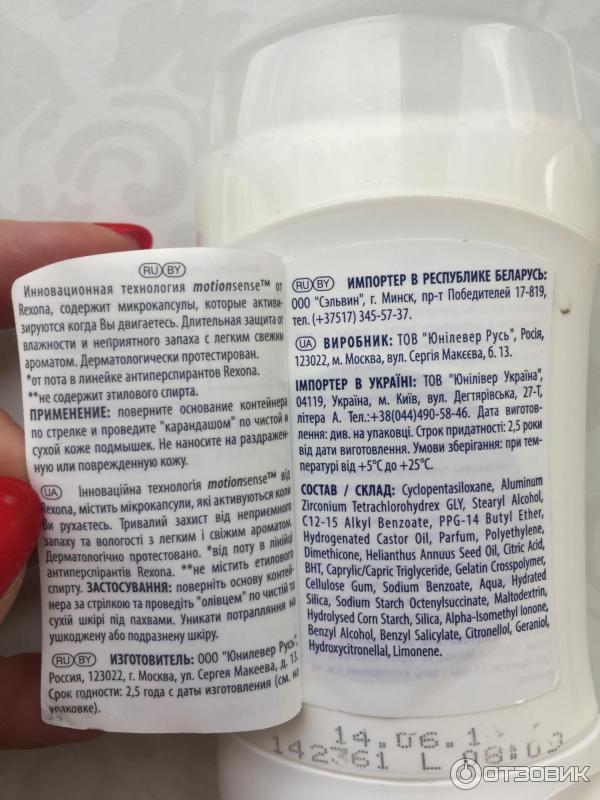 RU BY
Инновационная технология motionsense™ от
Rexona, содержит микрокапсулы, которые активи-
зируются когда Вы двигаетесь. Длительная защита от
влажности и неприятного запаха с легким свежим
ароматом. Дерматологически протестирован.
*от пота в линейке антиперспирантов Rexona.
**не содержит этилового спирта.
ПРИМЕНЕНИЕ: поверните основание контейнера
по стрелке и проведите "карандашом" по чистой и
сухой коже подмышек. Не наносите на раздражен-
ную или поврежденную кожу.
UA Інноваційна технологія motionsense™ від
Rexona, містить мікрокапсули, які активуються коли
Ви рухаєтесь. Тривалий захист від неприємного
запаху та вологості з легким і свіжим ароматом.
Дерматологічно протестовано. *від поту в лінійці
антиперспірантів Rexona. **не містить етилового
спирту. ЗАСТОСУВАННЯ: поверніть основу контей-
нера за стрілкою та проведіть "олівцем" по чистій та
сухій шкірі під пахвами. Уникати потрапляння на
ушкоджену або подразнену шкіру.
RU BY ИЗГОТОВИТЕЛЬ: ООО "Юнилевер Русь",
Россия, 123022, г. Москва, ул. Сергея Макеева, д. 13.
Срок годности: 2,5 года с даты изготовления (см. на
упаковке).
RU BY ИМПОРТЕР В РЕСПУБЛИКЕ БЕЛАРУСЬ:
ООО "Сэльвин", г. Минск, пр-т Победителей 17-819,
тел. (+37517) 345-57-37.
UA ВИРОБНИК: ТОВ "Юнілевер Русь", Росія,
123022, м. Москва, вул. Сергія Макєєва, б. 13.
ІМПОРТЕР В УКРАЇНІ: ТОВ "Юнілівер Україна",
04119, Україна, м. Київ, вул. Дегтярівська, 27-Т,
літера А. Тел.:+38(044)490-58-46. Дата виготов-
лення: див. на упаковці. Строк придатності: 2,5 роки
від дати виготовлення. Умови зберігання: при тем-
пературі від +5°C до +25°C.
СОСТАВ / СКЛАД: Cyclopentasiloxane, Aluminum
Zirconium Tetrachlorohydrex GLY, Stearyl Alcohol,
C12-15 Alkyl Benzoate, PPG-14 Butyl Ether,
Hydrogenated Castor Oil, Parfum, Polyethylene,
Dimethicone, Helianthus Annuus Seed Oil, Citric Acid,
BHT, Caprylic/Capric Triglyceride, Gelatin Crosspolymer,
Cellulose Gum, Sodium Benzoate, Aqua, Hydrated
Silica, Sodium Starch Octenylsuccinate, Maltodextrin,
Hydrolysed Corn Starch, Silica, Alpha-Isomethyl Ionone,
Benzyl Alcohol, Benzyl Salicylate, Citronellol, Geraniol,
Hydroxycitronellal, Limonene.
142361 L 08:09
ОТЗОВИК